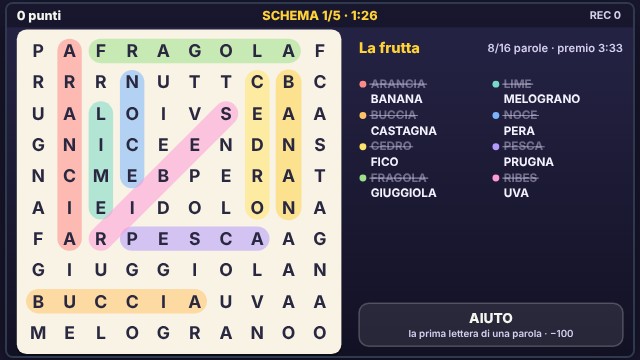 0 punti
SCHEMA 1/5 · 1:26
REC 0
P A F R A G O L A F
R R R N U T T C B R
U A L O I V S E A A
G N I C E E N D N S
N C M E B P E R A T
A I E I D O L O N A
F A R P E S C A A G
G I U G G I O L A N
B U C C I A U V A A
M E L O G R A N O O
La frutta
8/16 parole · premio 3:33
ARANCIA
BANANA
BUCCIA
CASTAGNA
CEDRO
FICO
FRAGOLA
GIUGGIOLA
LIME
MELOGRANO
NOCE
PERA
PESCA
PRUGNA
RIBES
UVA
AIUTO
la prima lettera di una parola · −100